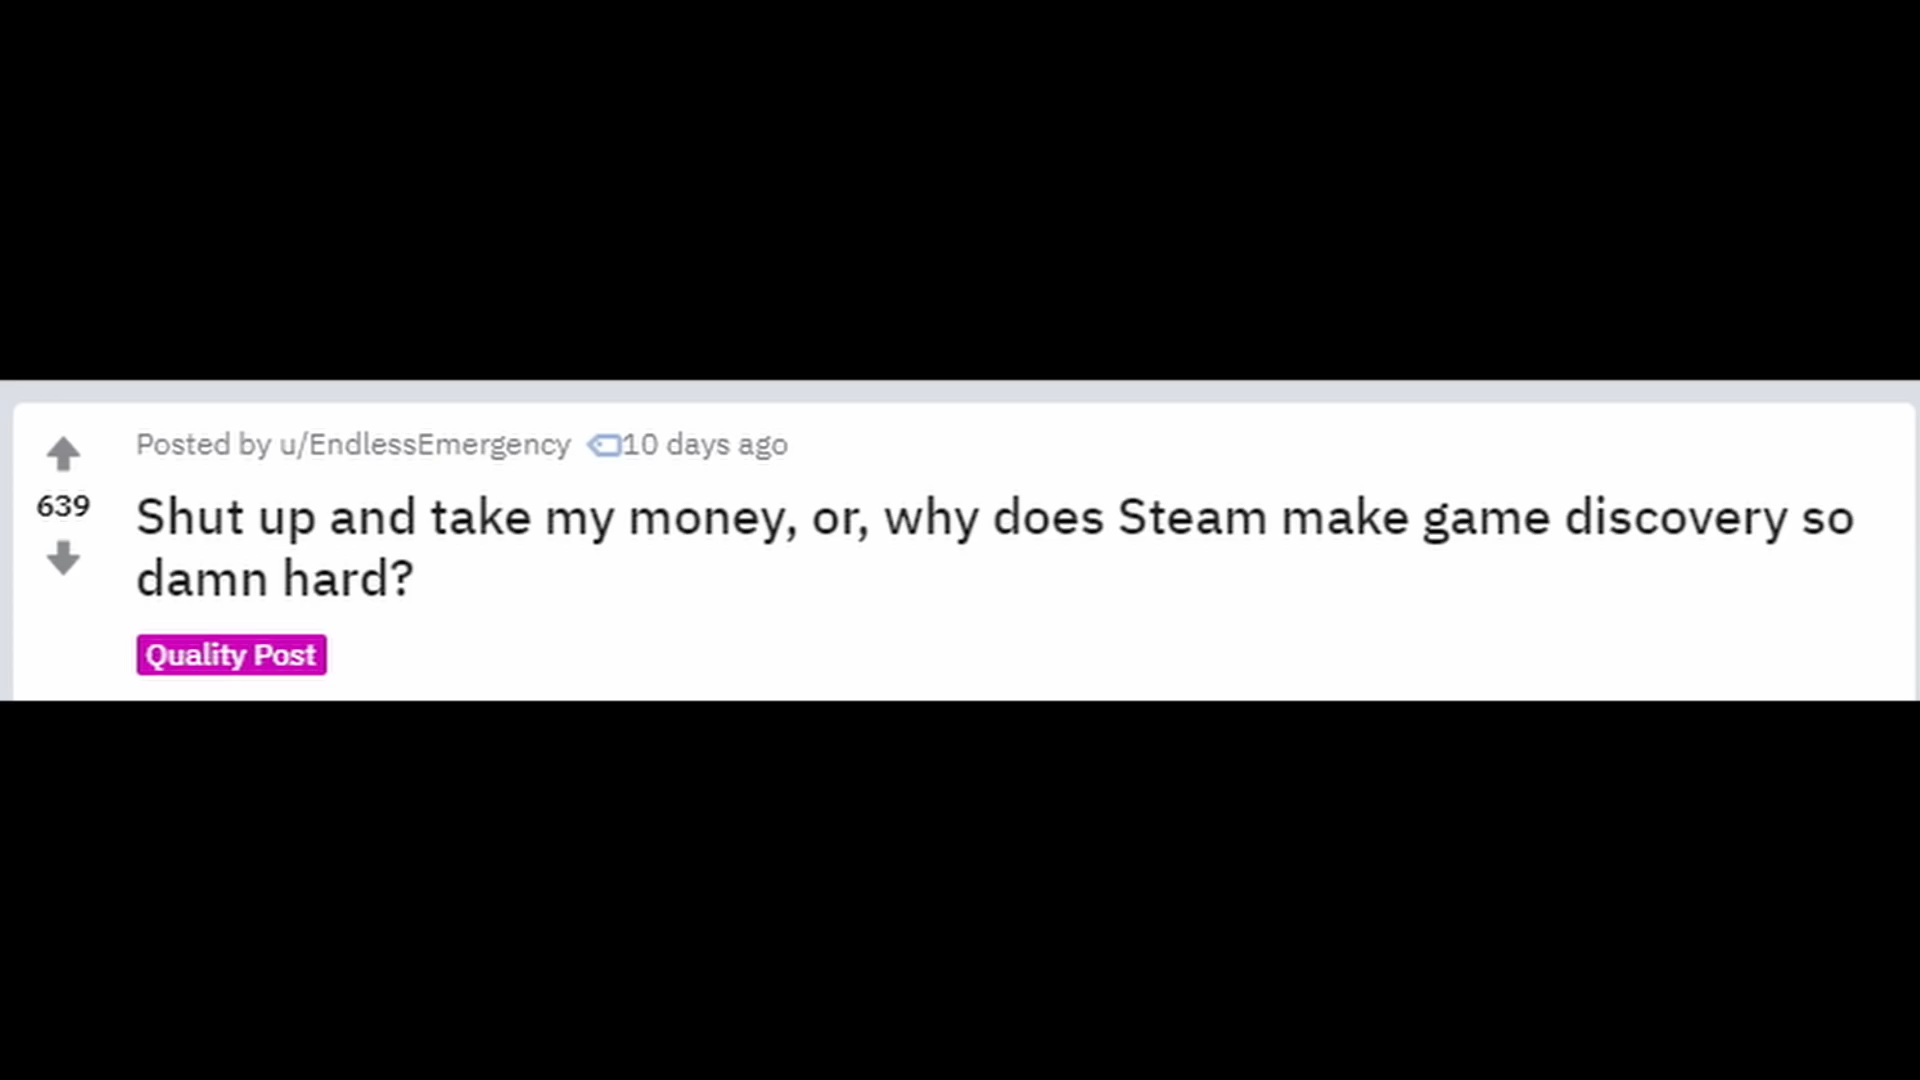 Posted by u/EndlessEmergency 10 days ago
639
Shut up and take my money, or, why does Steam make game discovery so
damn hard?
Quality Post